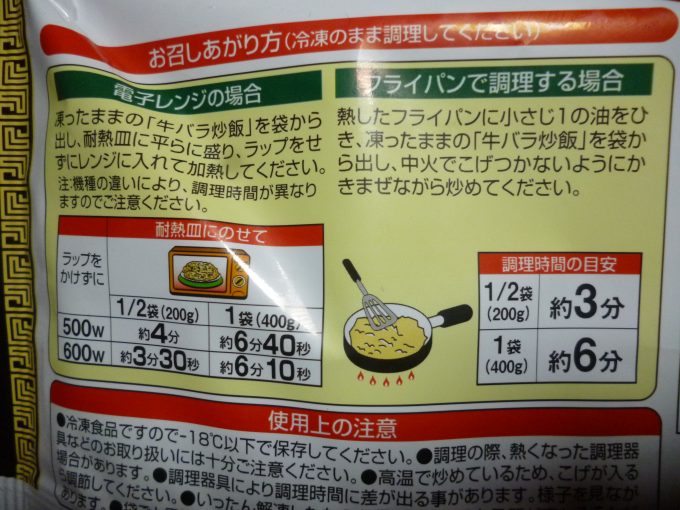 お召しあがり方(冷凍のまま調理してください)
電子レンジの場合
凍ったままの「牛バラ炒飯」を袋から
出し、耐熱皿に平らに盛り、ラップをせ
ずにレンジに入れて加熱してください。
注:機種の違いにより、調理時間が異なり
ますのでご注意ください。
ラップを
かけずに
耐熱皿にのせて
1/2袋(200g) 1袋(400g)
500W 約4分 約6分40秒
600W 約3分30秒 約6分10秒
フライパンで調理する場合
熱したフライパンに小さじ1の油をひ
き、凍ったままの「牛バラ炒飯」を袋か
ら出し、中火でこげつかないようにか
きまぜながら炒めてください。
調理時間の目安
1/2袋
(200g)
約3分
1袋
(400g)
約6分
使用上の注意
●冷凍食品ですので-18℃以下で保存してください。●調理の際、熱くなった調理器
具などのお取り扱いには十分ご注意ください。●高温で炒めているため、こげが入る
場合があります。●調理器具により調理時間に差が出る事があります。様子を見なが
ら調節してください。●いったん解凍した